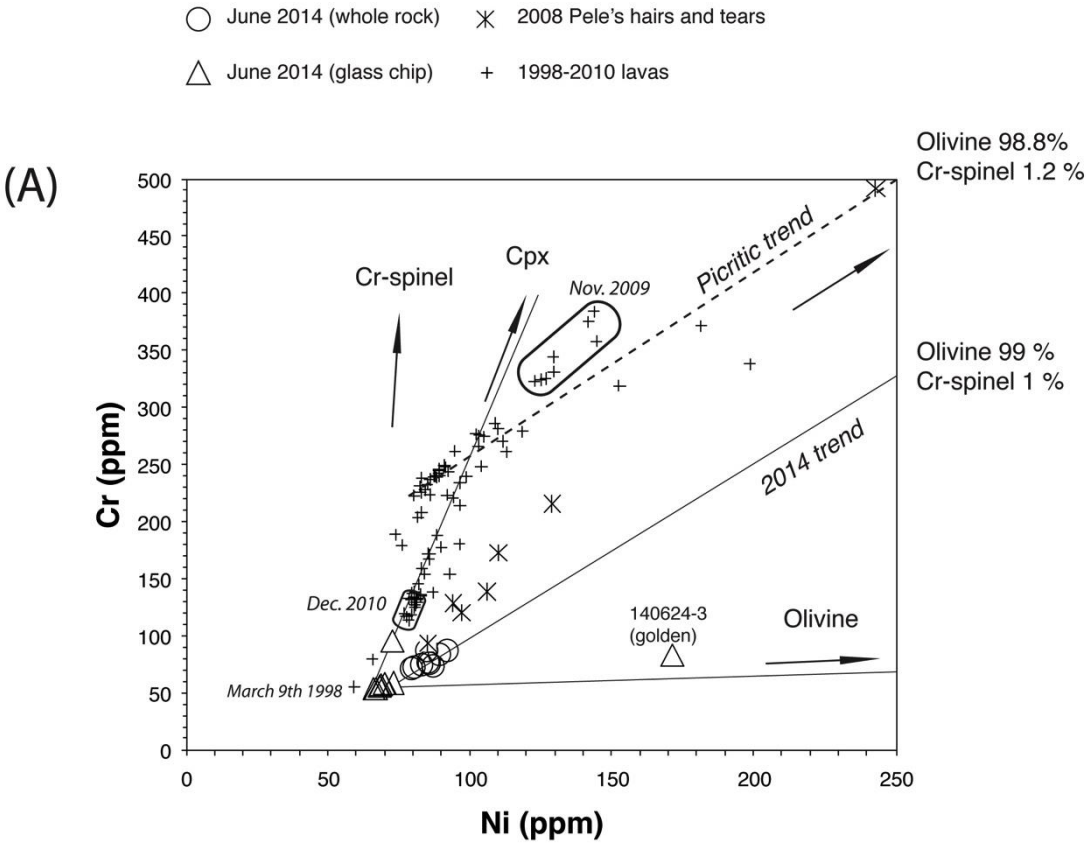 June 2014 (whole rock)
2008 Pele's hairs and tears
June 2014 (glass chip)
1998-2010 lavas
(A)
Olivine 98.8%
Cr-spinel 1.2 %
Olivine 99 %
Cr-spinel 1 %
500
450
400
350
300
250
200
150
100
50
0
Cr (ppm)
Cr-spinel
Cpx
Nov. 2009
Picritic trend
2014 trend
Dec. 2010
140624-3
(golden)
Olivine
March 9th 1998
0
50
100
150
200
250
Ni (ppm)